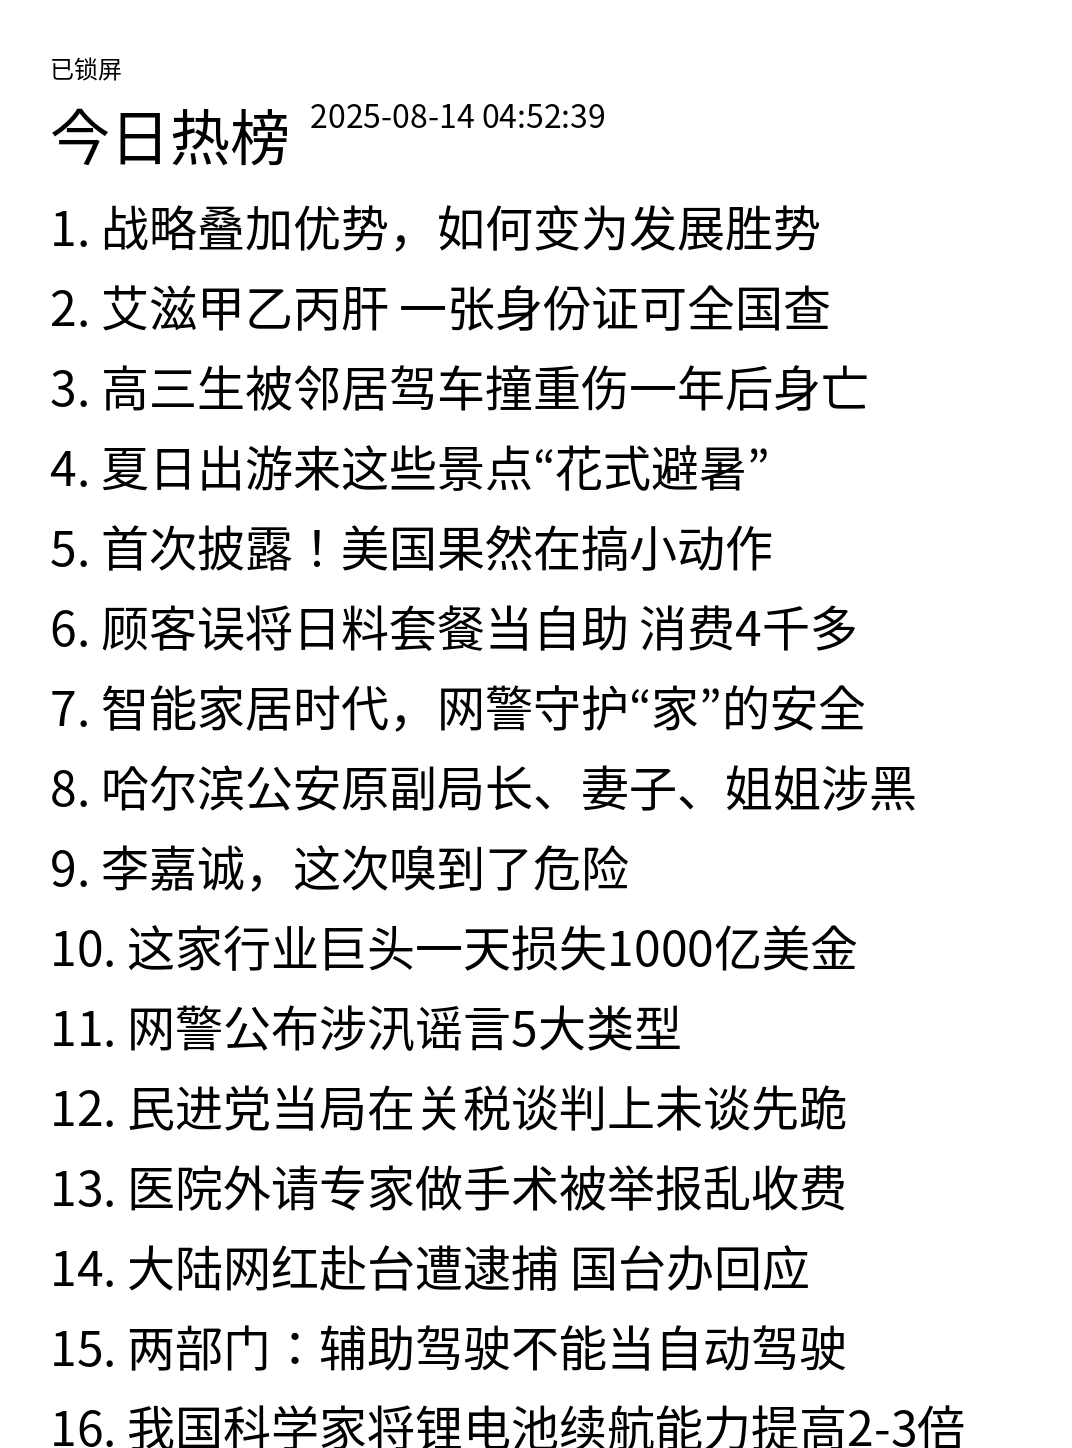 已锁屏
今日热榜 2025-08-14 04:52:39
1. 战略叠加优势，如何变为发展胜势
2. 艾滋甲乙丙肝 一张身份证可全国查
3. 高三生被邻居驾车撞重伤一年后身亡
4. 夏日出游来这些景点“花式避暑”
5. 首次披露！美国果然在搞小动作
6. 顾客误将日料套餐当自助 消费4千多
7. 智能家居时代，网警守护“家”的安全
8. 哈尔滨公安原副局长、妻子、姐姐涉黑
9. 李嘉诚，这次嗅到了危险
10. 这家行业巨头一天损失1000亿美金
11. 网警公布涉汛谣言5大类型
12. 民进党当局在关税谈判上未谈先跪
13. 医院外请专家做手术被举报乱收费
14. 大陆网红赴台遭逮捕 国台办回应
15. 两部门：辅助驾驶不能当自动驾驶
16. 我国科学家将锂电池续航能力提高2-3倍